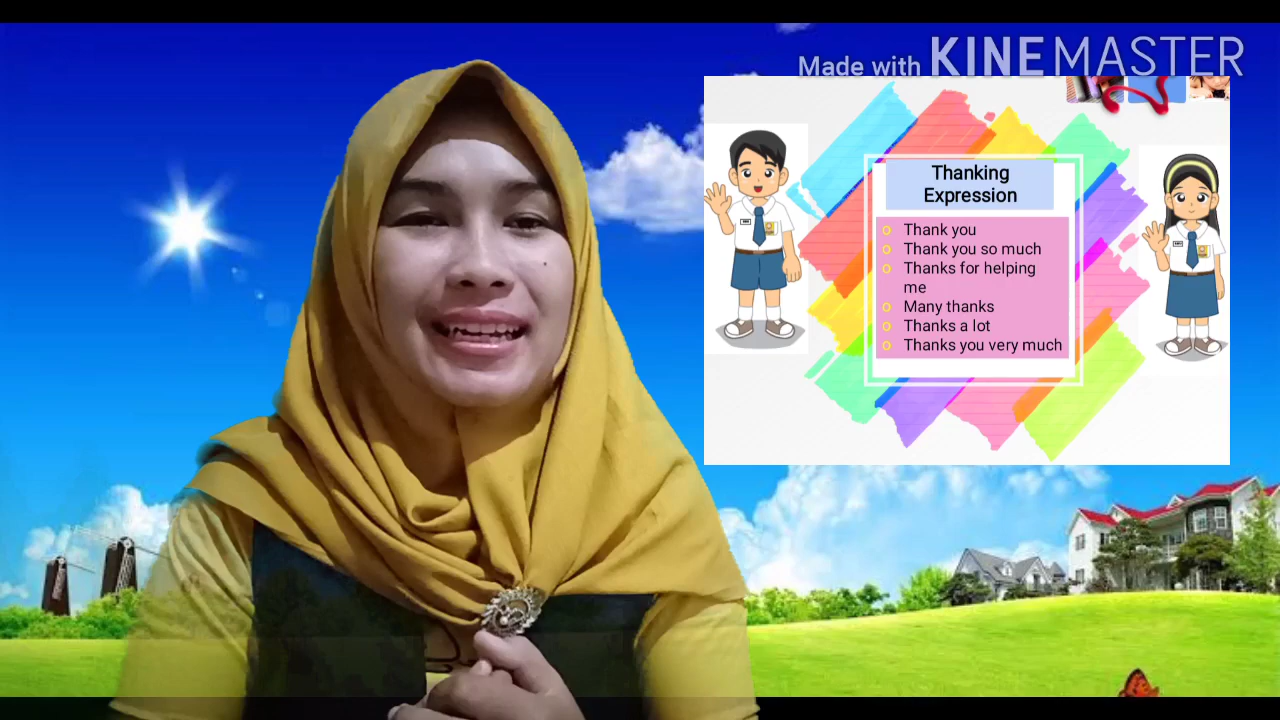 Made with KINEMASTER
Thanking
Expression
Thank you
Thank you so much
Thanks for helping
me
Many thanks
Thanks a lot
Thanks you very much